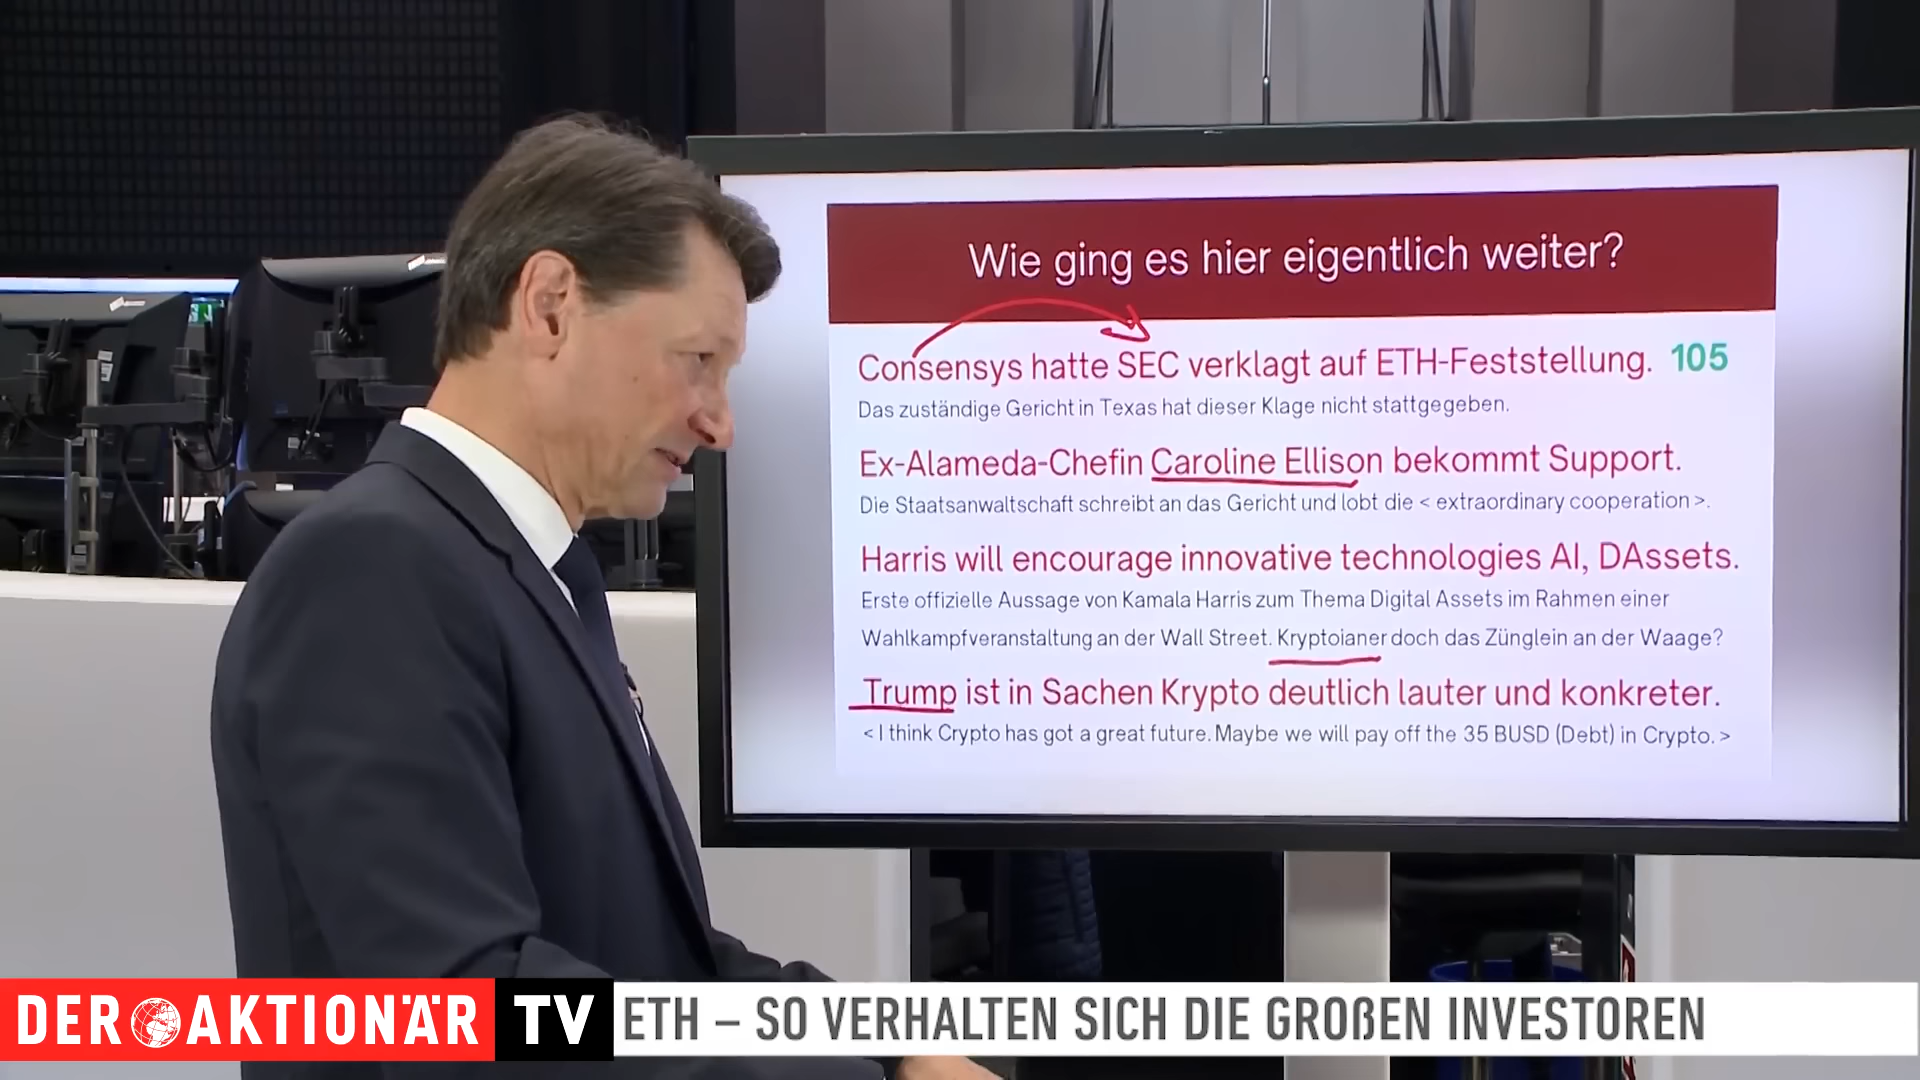 Wie ging es hier eigentlich weiter?
Consensys hatte SEC verklagt auf ETH-Feststellung. 105
Das zuständige Gericht in Texas hat dieser Klage nicht stattgegeben.
Ex-Alameda-Chefin Caroline Ellison bekommt Support.
Die Staatsanwaltschaft schreibt an das Gericht und lobt die < extraordinary cooperation >.
Harris will encourage innovative technologies AI, DAssets.
Erste offizielle Aussage von Kamala Harris zum Thema Digital Assets im Rahmen einer
Wahlkampfveranstaltung an der Wall Street. Kryptoianer doch das Zünglein an der Waage?
Trump ist in Sachen Krypto deutlich lauter und konkreter.
< I think Crypto has got a great future. Maybe we will pay off the 35 BUSD (Debt) in Crypto. >
DER AKTIONÄR TV ETH – SO VERHALTEN SICH DIE GROßEN INVESTOREN